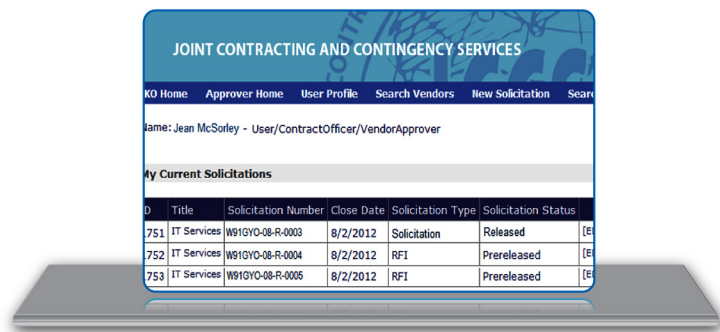 JOINT CONTRACTING AND CONTINGENCY SERVICES
KO Home Approver Home User Profile Search Vendors New Solicitation
Name: Jean McSorley - User/ContractOfficer/VendorApprover
My Current Solicitations
Title Solicitation Number Close Date Solicitation Type Solicitation Status
1751 IT Services W91GYO-08-R-0003 8/2/2012 Solicitation Released
1752 IT Services W91GYO-08-R-0004 8/2/2012 RFI Prereleased
1753 IT Services W91GYO-08-R-0005 8/2/2012 RFI Prereleased